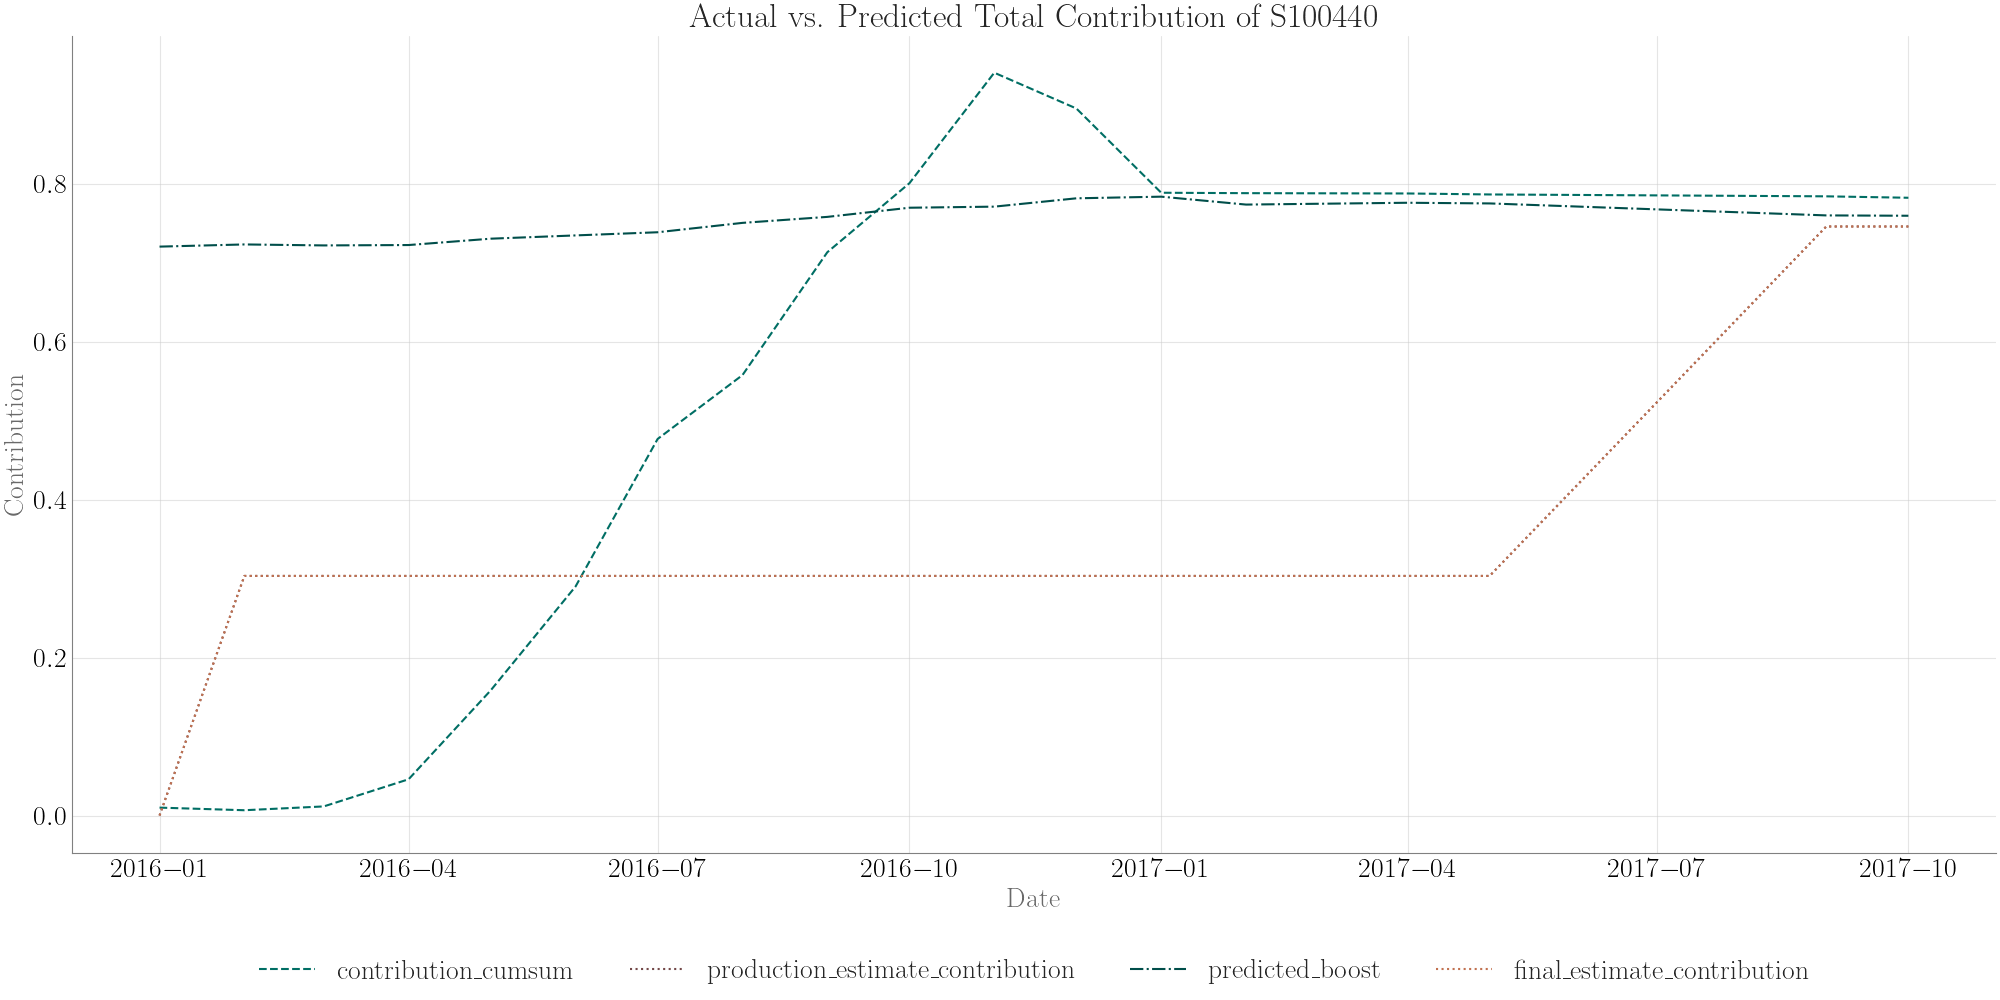 Actual vs. Predicted Total Contribution of S100440
Contribution
0.8
0.6
0.4
0.2
0.0
2016−01 2016−04 2016−07 2016−10 2017−01 2017−04 2017−07 2017−10
Date
contribution_cumsum production_estimate_contribution predicted_boost final_estimate_contribution